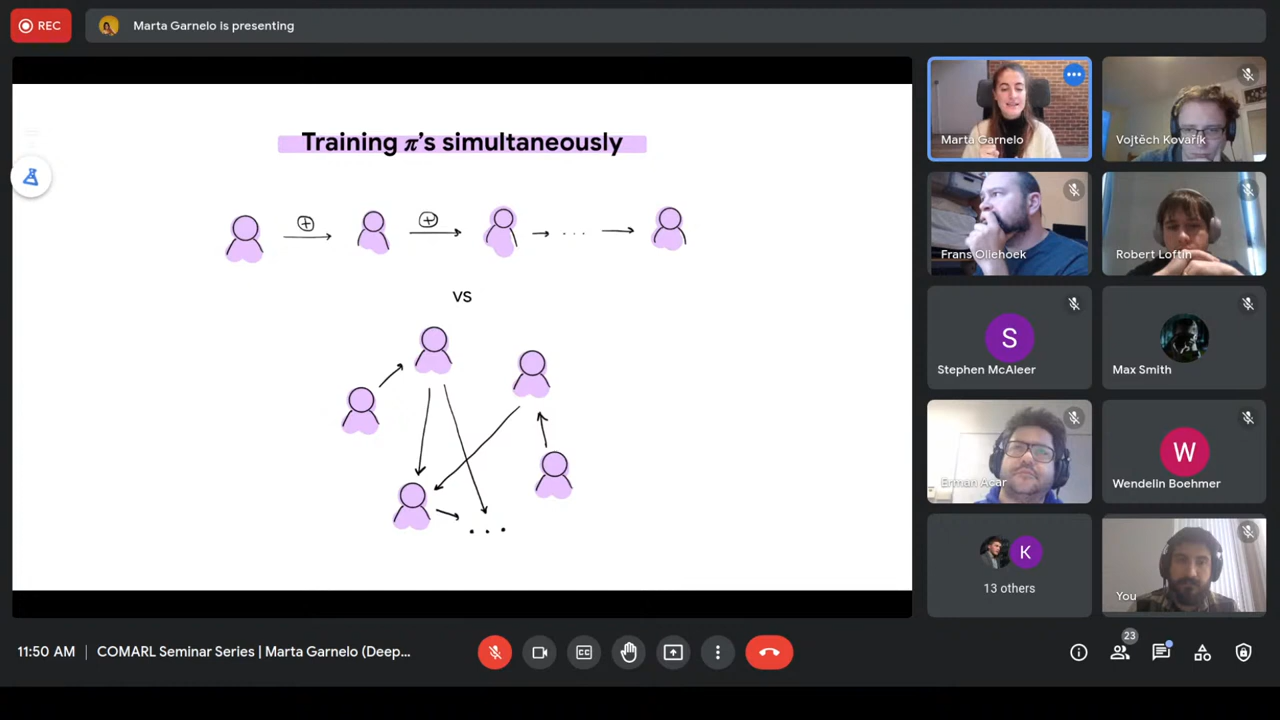 REC
Marta Garnelo is presenting
Training π's simultaneously
vs
...
...
Marta Garnelo
Vojtěch Kovařík
Frans Oliehoek
Robert Loftin
Stephen McAleer
S
Max Smith
Erman Acar
W
Wendelin Boehmer
K
13 others
You
11:50 AM | COMARL Seminar Series | Marta Garnelo (Deep...
CC
23